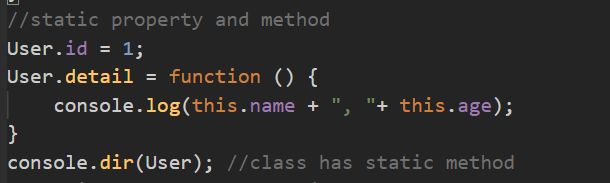 //static property and method
User.id = 1;
User.detail = function () {
    console.log(this.name + ", "+ this.age);
}
console.dir(User); //class has static method